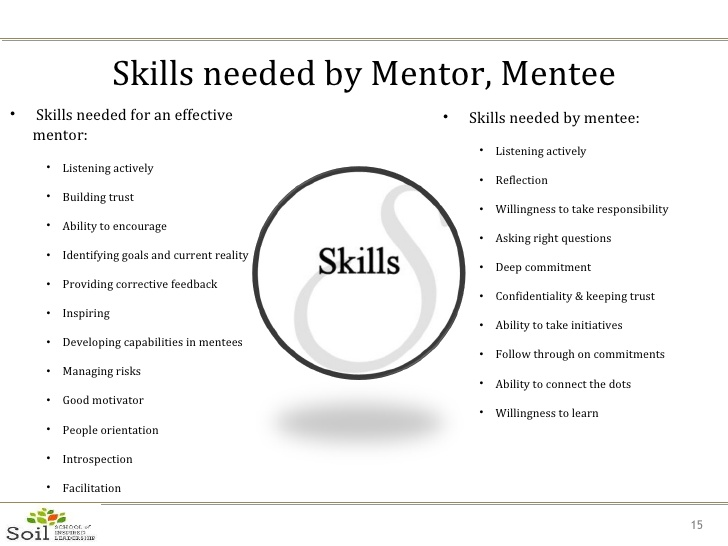 Skills needed by Mentor, Mentee
• Skills needed for an effective
mentor:
• Listening actively
• Building trust
• Ability to encourage
• Identifying goals and current reality
• Providing corrective feedback
• Inspiring
• Developing capabilities in mentees
• Managing risks
• Good motivator
• People orientation
• Introspection
• Facilitation
S
Skills
• Skills needed by mentee:
• Listening actively
• Reflection
• Willingness to take responsibility
• Asking right questions
• Deep commitment
• Confidentiality & keeping trust
• Ability to take initiatives
• Follow through on commitments
• Ability to connect the dots
• Willingness to learn
Soil
SCHOOL of
INSPIRED
LEADERSHIP
15